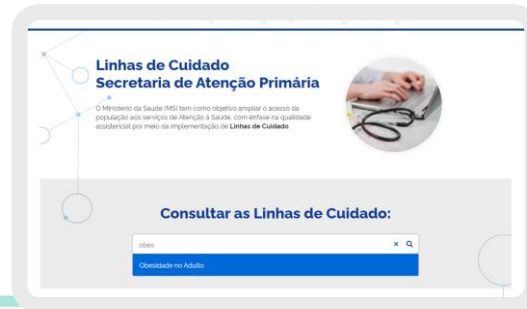 Linhas de Cuidado
Secretaria de Atenção Primária
O Ministério da Saúde (MS) tem como objetivo ampliar o acesso da
população aos serviços de Atenção à Saúde, com ênfase na qualidade
assistencial por meio da implementação de Linhas de Cuidado.
Consultar as Linhas de Cuidado:
obes
Obesidade no Adulto